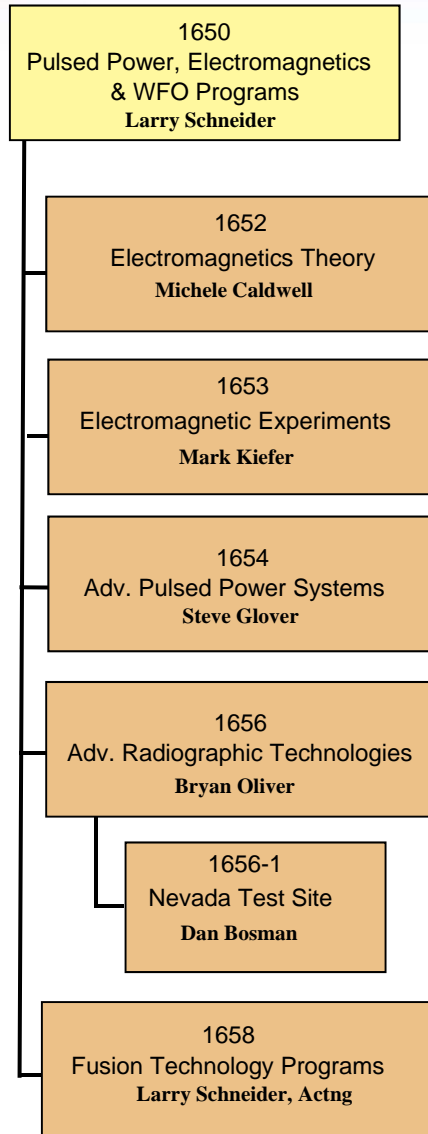 1650
Pulsed Power, Electromagnetics
& WFO Programs
Larry Schneider
1652
Electromagnetics Theory
Michele Caldwell
1653
Electromagnetic Experiments
Mark Kiefer
1654
Adv. Pulsed Power Systems
Steve Glover
1656
Adv. Radiographic Technologies
Bryan Oliver
1656-1
Nevada Test Site
Dan Bosman
1658
Fusion Technology Programs
Larry Schneider, Actng